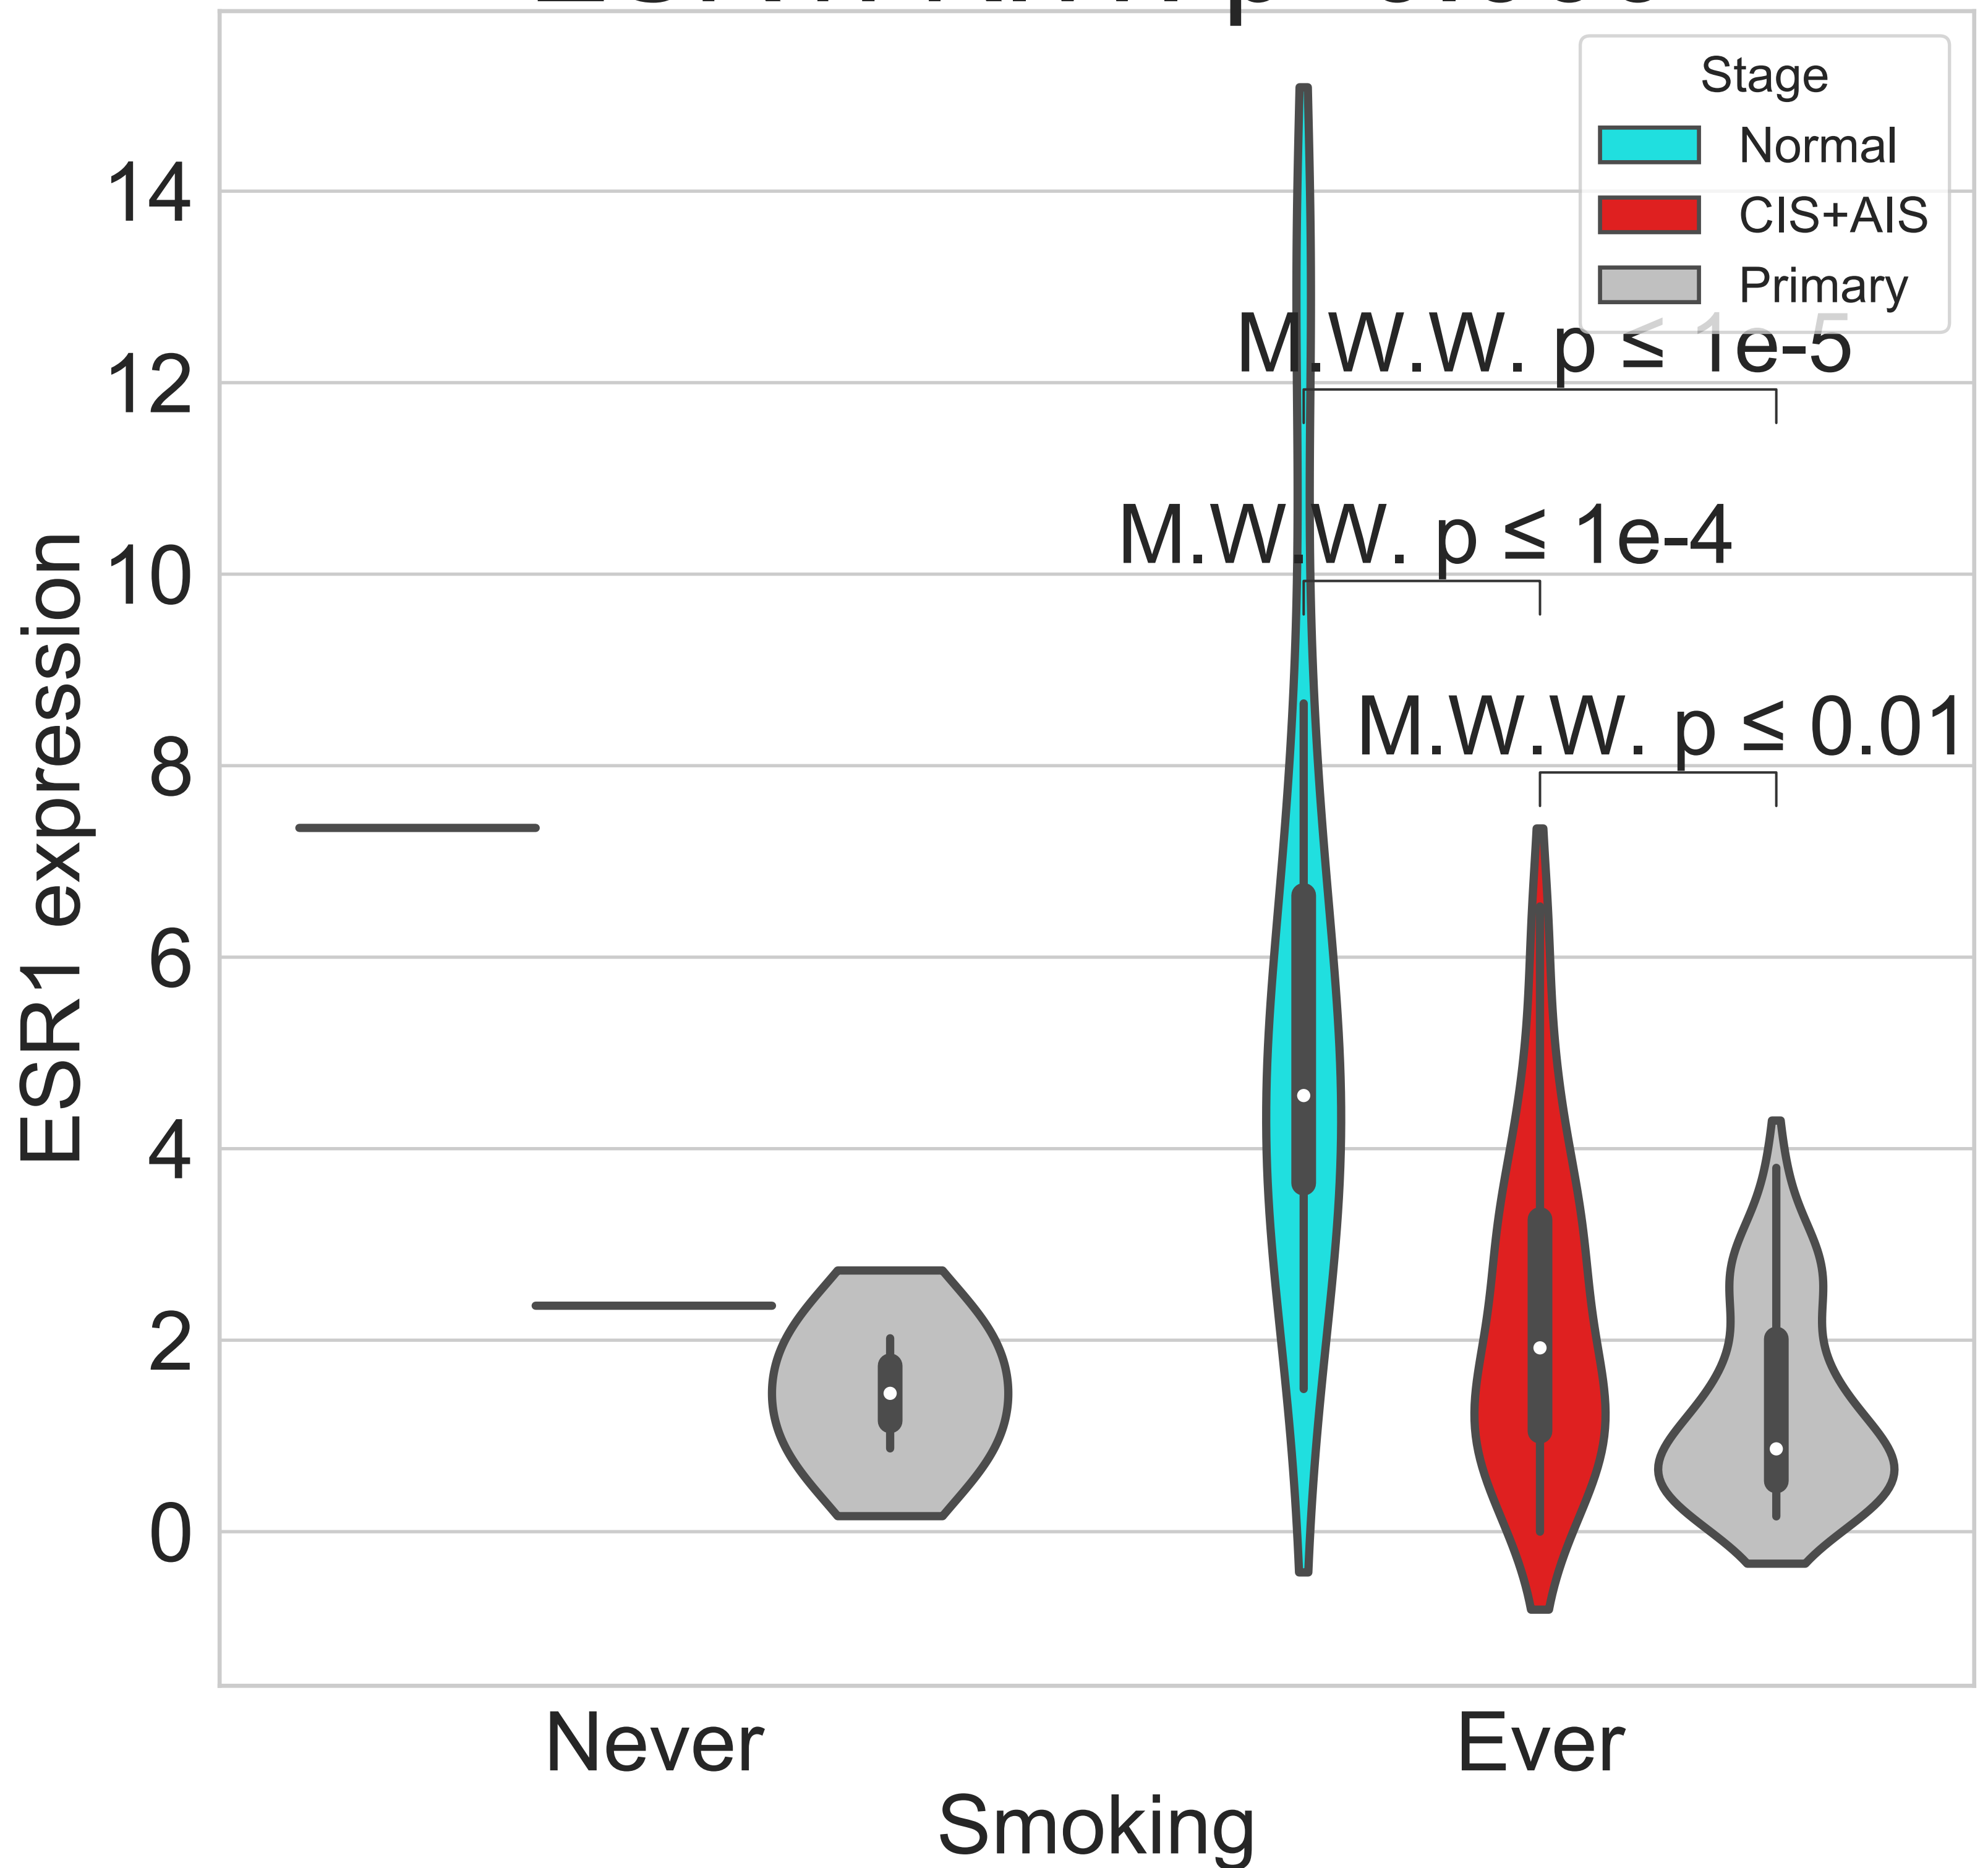 Stage
Normal
CIS+AIS
Primary
M.W.W. p ≤ 1e-5
M.W.W. p ≤ 1e-4
M.W.W. p ≤ 0.01
14
12
10
8
6
4
2
0
ESR1 expression
Never
Ever
Smoking